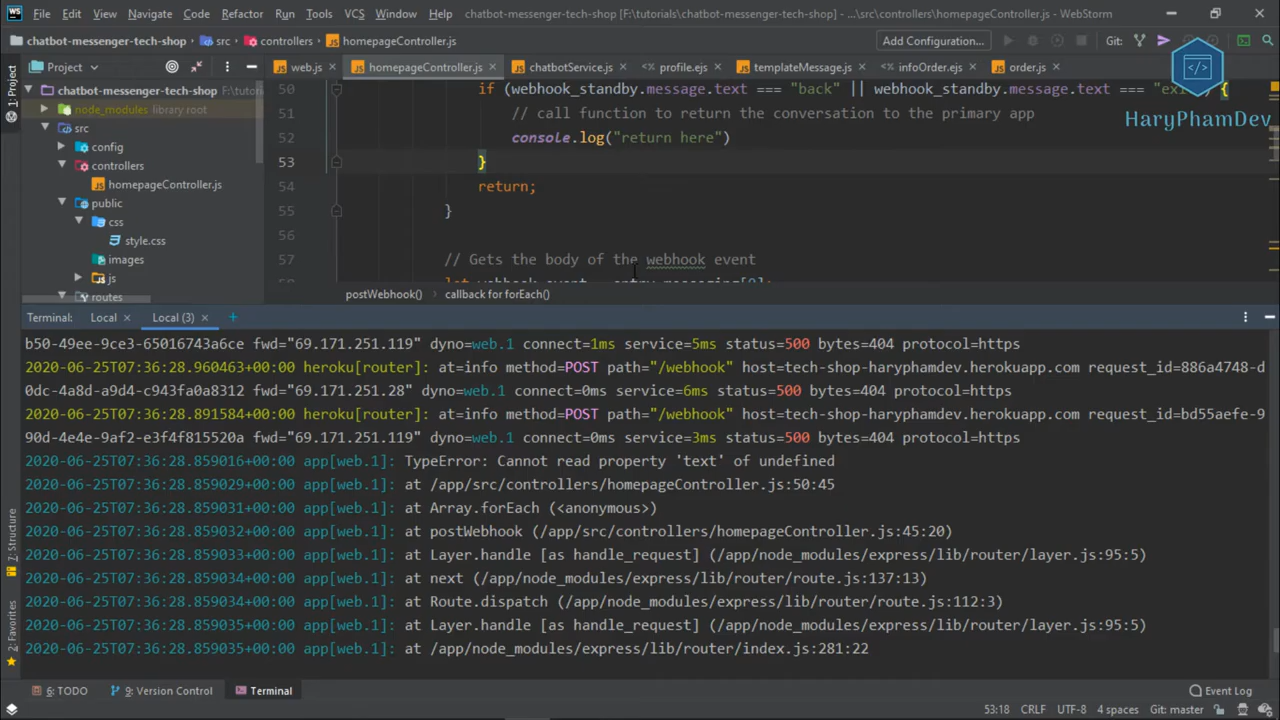 WS File Edit View Navigate Code Refactor Run Tools VCS Window Help chatbot-messenger-tech-shop [F:\tutorials\chatbot-messenger-tech-shop] - ...\src\controllers\homepageController.js - WebStorm
chatbot-messenger-tech-shop src controllers homepageController.js Add Configuration... Git:
1: Project
Project
web.js homepageController.js chatbotService.js profile.ejs templateMessage.js infoOrder.ejs order.js
HaryPhamDev
chatbot-messenger-tech-shop F:\tutori
node_modules library root
src
config
controllers
homepageController.js
public
css
style.css
images
js
routes
50 if (webhook_standby.message.text === "back" || webhook_standby.message.text === {
51 // call function to return the conversation to the primary app
52 console.log("return here")
53 }
54 return;
55 }
56
57 // Gets the body of the webhook event
58 let webhook_event = entry.messaging[0];
postWebhook() callback for forEach()
Terminal: Local Local (3) +
b50-49ee-9ce3-65016743a6ce fwd="69.171.251.119" dyno=web.1 connect=1ms service=5ms status=500 bytes=404 protocol=https
2020-06-25T07:36:28.960463+00:00 heroku[router]: at=info method=POST path="/webhook" host=tech-shop-haryphamdev.herokuapp.com request_id=886a4748-d
0dc-4a8d-a9d4-c943fa0a8312 fwd="69.171.251.28" dyno=web.1 connect=0ms service=6ms status=500 bytes=404 protocol=https
2020-06-25T07:36:28.891584+00:00 heroku[router]: at=info method=POST path="/webhook" host=tech-shop-haryphamdev.herokuapp.com request_id=bd55aefe-9
90d-4e4e-9af2-e3f4f815520a fwd="69.171.251.119" dyno=web.1 connect=0ms service=3ms status=500 bytes=404 protocol=https
2020-06-25T07:36:28.859016+00:00 app[web.1]: TypeError: Cannot read property 'text' of undefined
2020-06-25T07:36:28.859029+00:00 app[web.1]: at /app/src/controllers/homepageController.js:50:45
2020-06-25T07:36:28.859031+00:00 app[web.1]: at Array.forEach (<anonymous>)
2020-06-25T07:36:28.859032+00:00 app[web.1]: at postWebhook (/app/src/controllers/homepageController.js:45:20)
2020-06-25T07:36:28.859033+00:00 app[web.1]: at Layer.handle [as handle_request] (/app/node_modules/express/lib/router/layer.js:95:5)
2020-06-25T07:36:28.859034+00:00 app[web.1]: at next (/app/node_modules/express/lib/router/route.js:137:13)
2020-06-25T07:36:28.859034+00:00 app[web.1]: at Route.dispatch (/app/node_modules/express/lib/router/route.js:112:3)
2020-06-25T07:36:28.859035+00:00 app[web.1]: at Layer.handle [as handle_request] (/app/node_modules/express/lib/router/layer.js:95:5)
2020-06-25T07:36:28.859035+00:00 app[web.1]: at /app/node_modules/express/lib/router/index.js:281:22
7: Structure
2: Favorites
6: TODO 9: Version Control Terminal Event Log
53:18 CRLF UTF-8 4 spaces Git: master